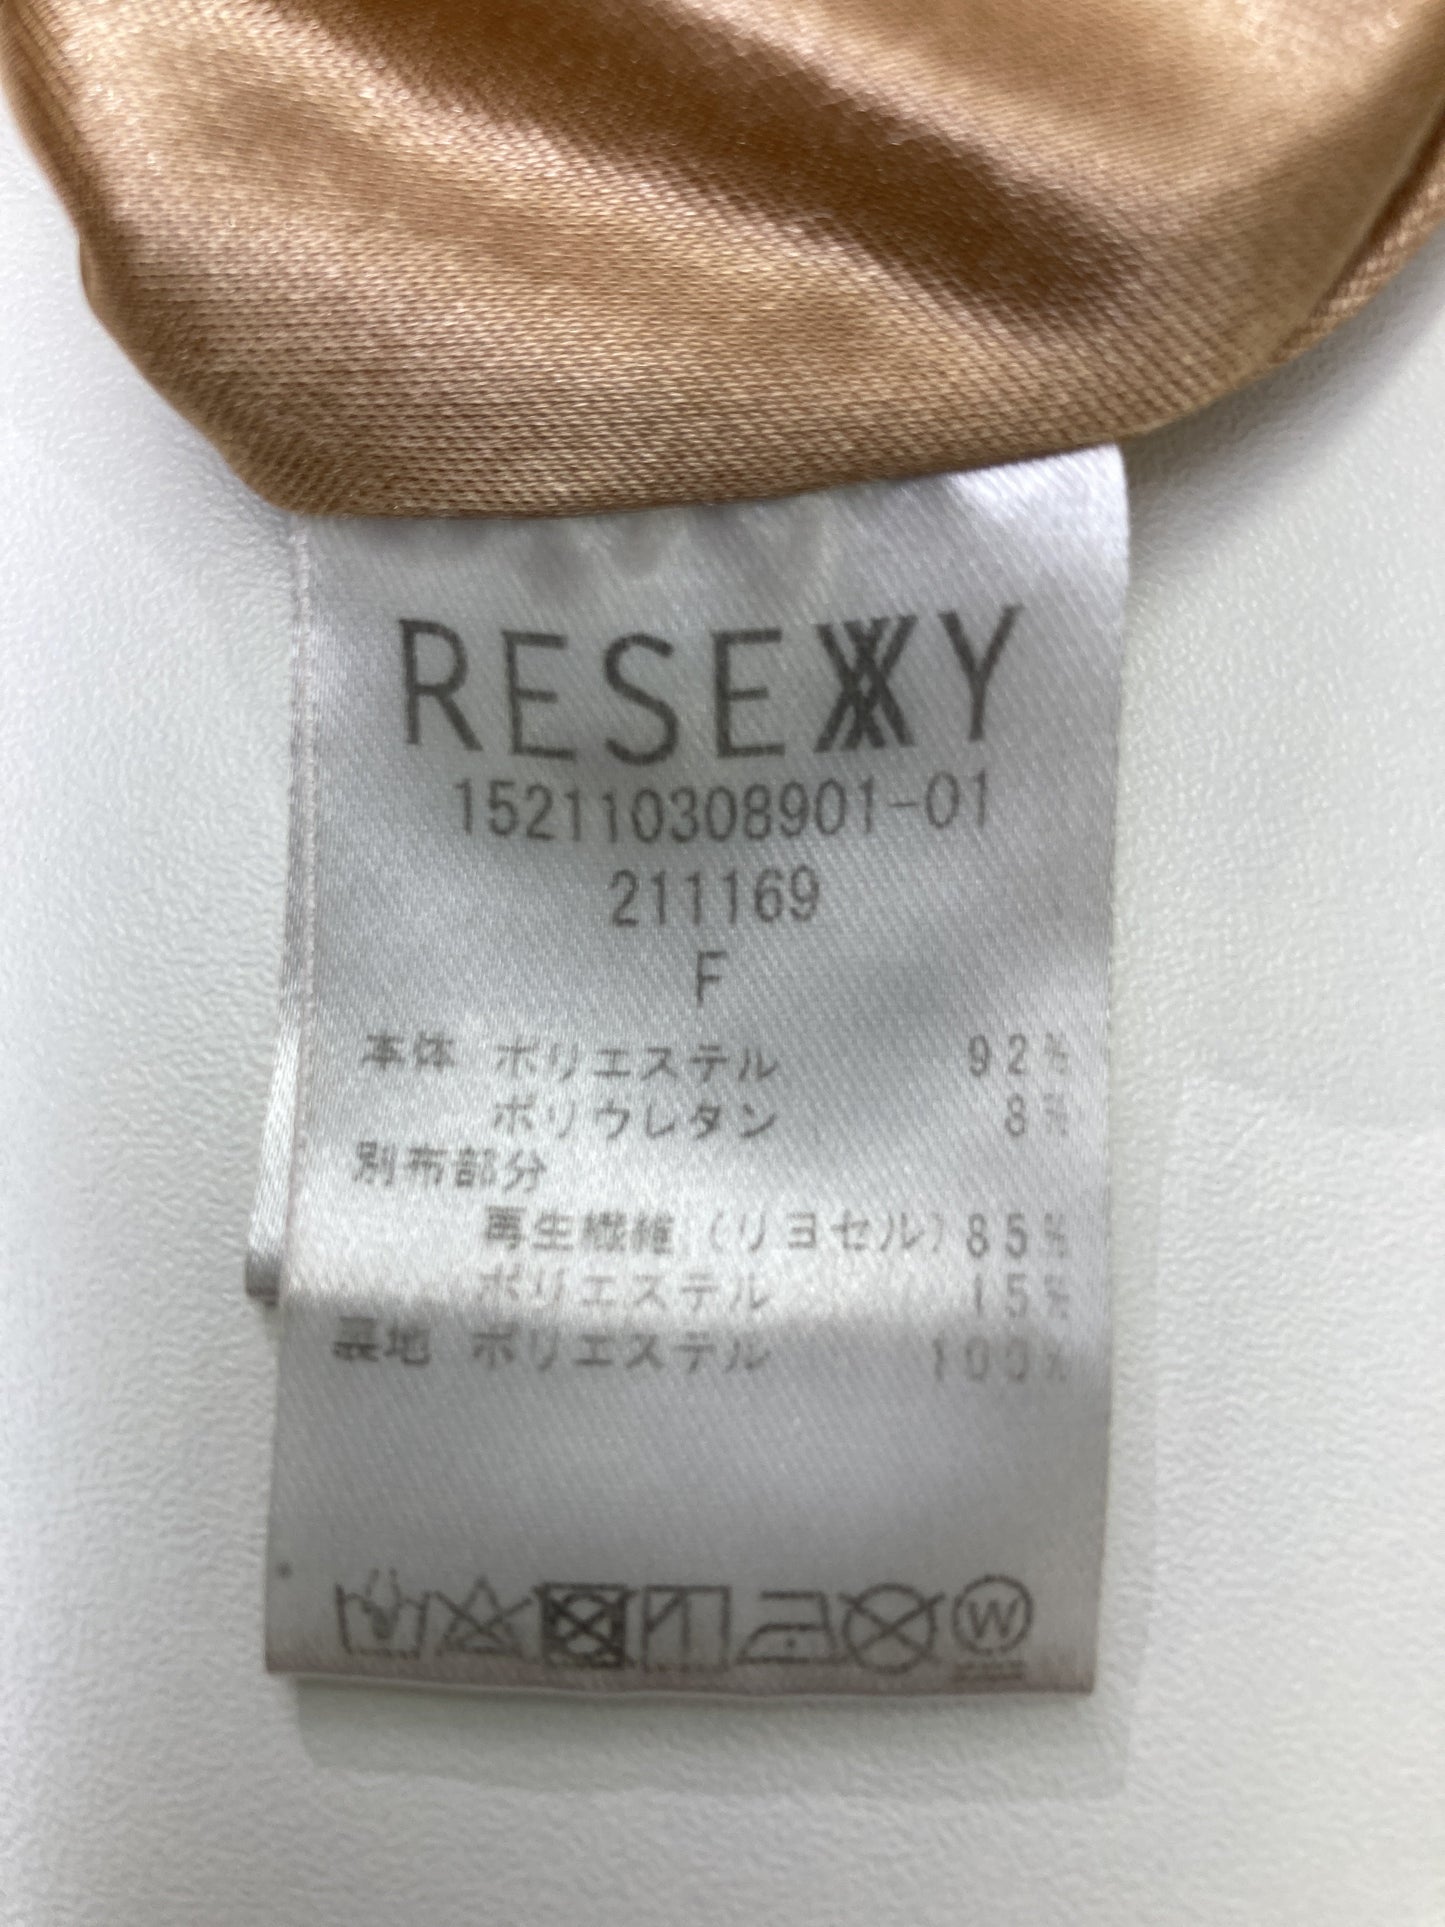 RESEXXY
152110308901-01
211169
F
本体 ポリエステル 92%
ポリウレタン 8%
別布部分
再生繊維(リヨセル)85%
ポリエステル 15%
裏地 ポリエステル 100%
W